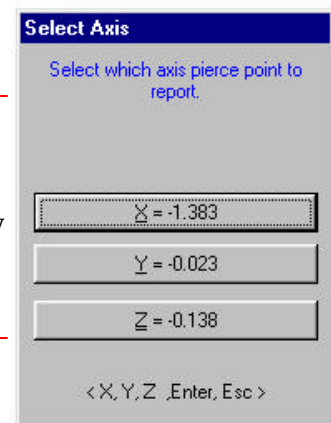 Select Axis
Select which axis pierce point to
report.
X = -1.383
Y = -0.023
Z = -0.138
< X, Y, Z ,Enter, Esc >